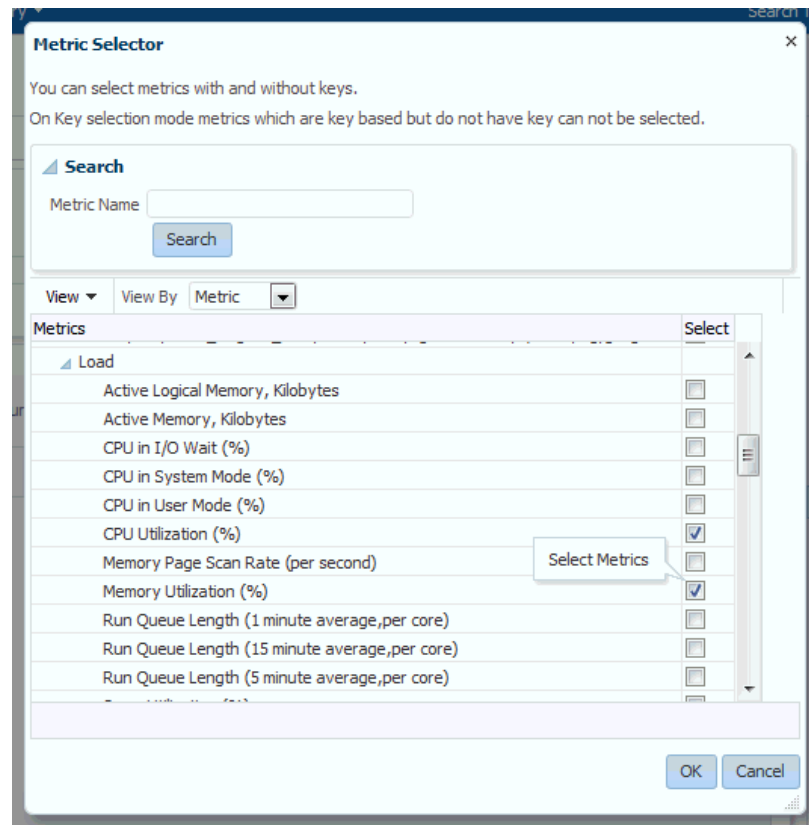 ry
Search
Metric Selector
You can select metrics with and without keys.
On Key selection mode metrics which are key based but do not have key can not be selected.
Search
Metric Name
Search
View View By Metric
Metrics Select
Load
Active Logical Memory, Kilobytes
Active Memory, Kilobytes
CPU in I/O Wait (%)
CPU in System Mode (%)
CPU in User Mode (%)
CPU Utilization (%)
Memory Page Scan Rate (per second)
Select Metrics
Memory Utilization (%)
Run Queue Length (1 minute average,per core)
Run Queue Length (15 minute average,per core)
Run Queue Length (5 minute average,per core)
OK Cancel